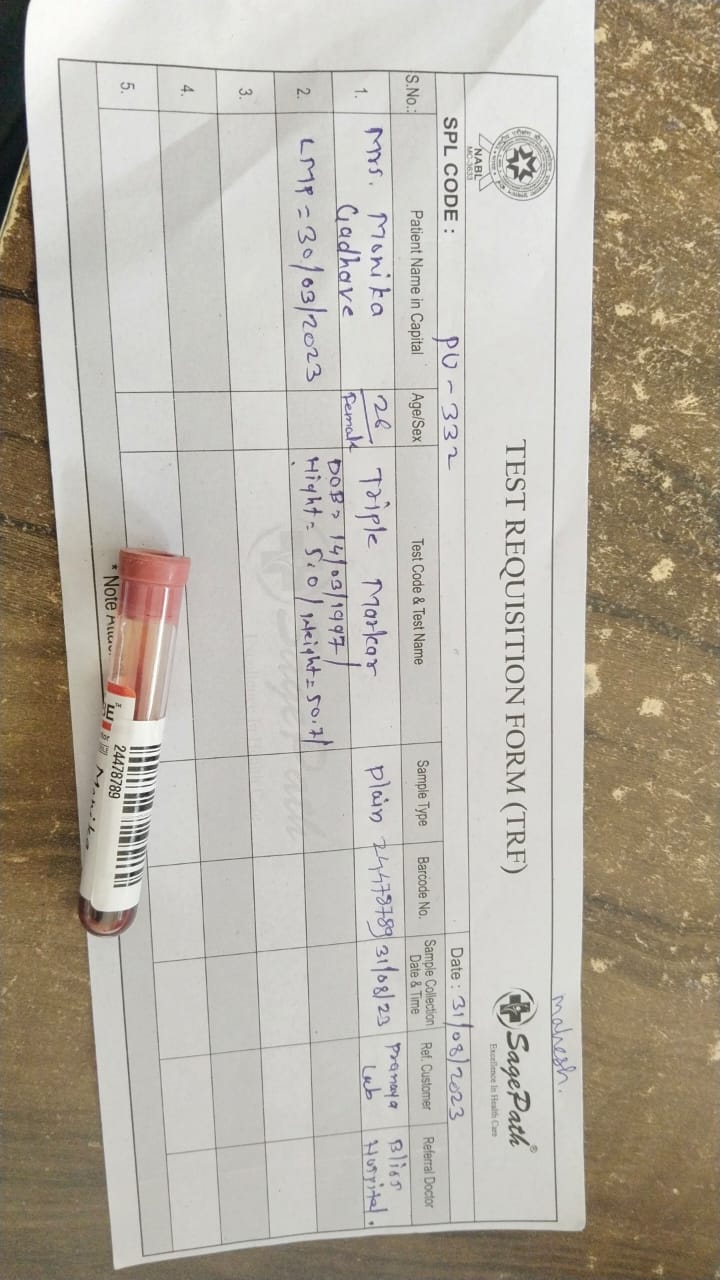 mahesh.
TEST REQUISITION FORM (TRF)
NABL
MC-2633
SagePath®
Excellence In Health Care
SPL CODE : PU - 332
Date : 31/08/2023
S.No.: Patient Name in Capital Age/Sex Test Code & Test Name Sample Type Barcode No. Sample Collection Date & Time Ref. Customer Referral Doctor
1. Mrs. Monika Gadhave 26 Female Triple Markar plain 24478789 31/08/23 Pranaya Lab Bliss Hospital.
DOB> 14/03/1997/
2. LMP = 30/03/2023 Hight = 5.0 / Weight = 50.7/
3.
4.
5.
* Note
24478789